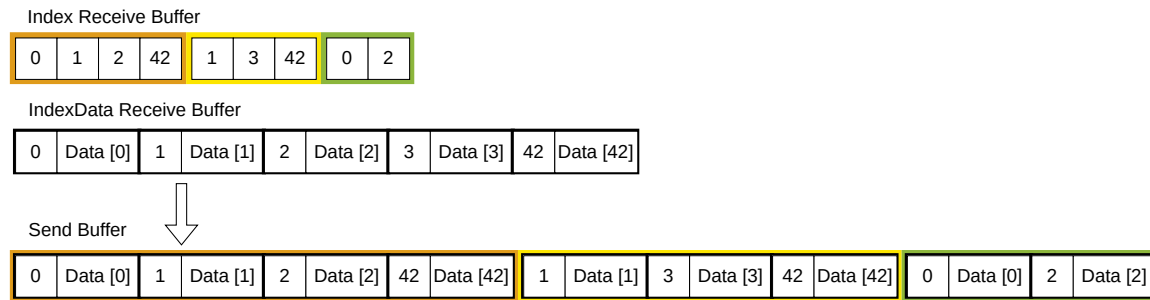 Index Receive Buffer
0 1 2 42 1 3 42 0 2
IndexData Receive Buffer
0 Data [0] 1 Data [1] 2 Data [2] 3 Data [3] 42 Data [42]
Send Buffer
0 Data [0] 1 Data [1] 2 Data [2] 42 Data [42] 1 Data [1] 3 Data [3] 42 Data [42] 0 Data [0] 2 Data [2]